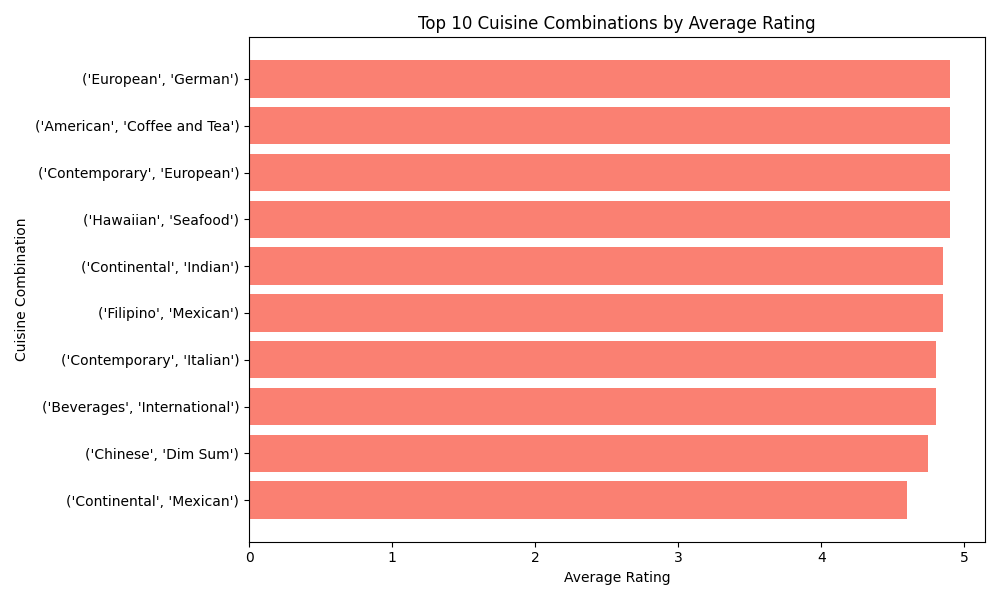 Top 10 Cuisine Combinations by Average Rating
Cuisine Combination
('European', 'German')
('American', 'Coffee and Tea')
('Contemporary', 'European')
('Hawaiian', 'Seafood')
('Continental', 'Indian')
('Filipino', 'Mexican')
('Contemporary', 'Italian')
('Beverages', 'International')
('Chinese', 'Dim Sum')
('Continental', 'Mexican')
0 1 2 3 4 5
Average Rating